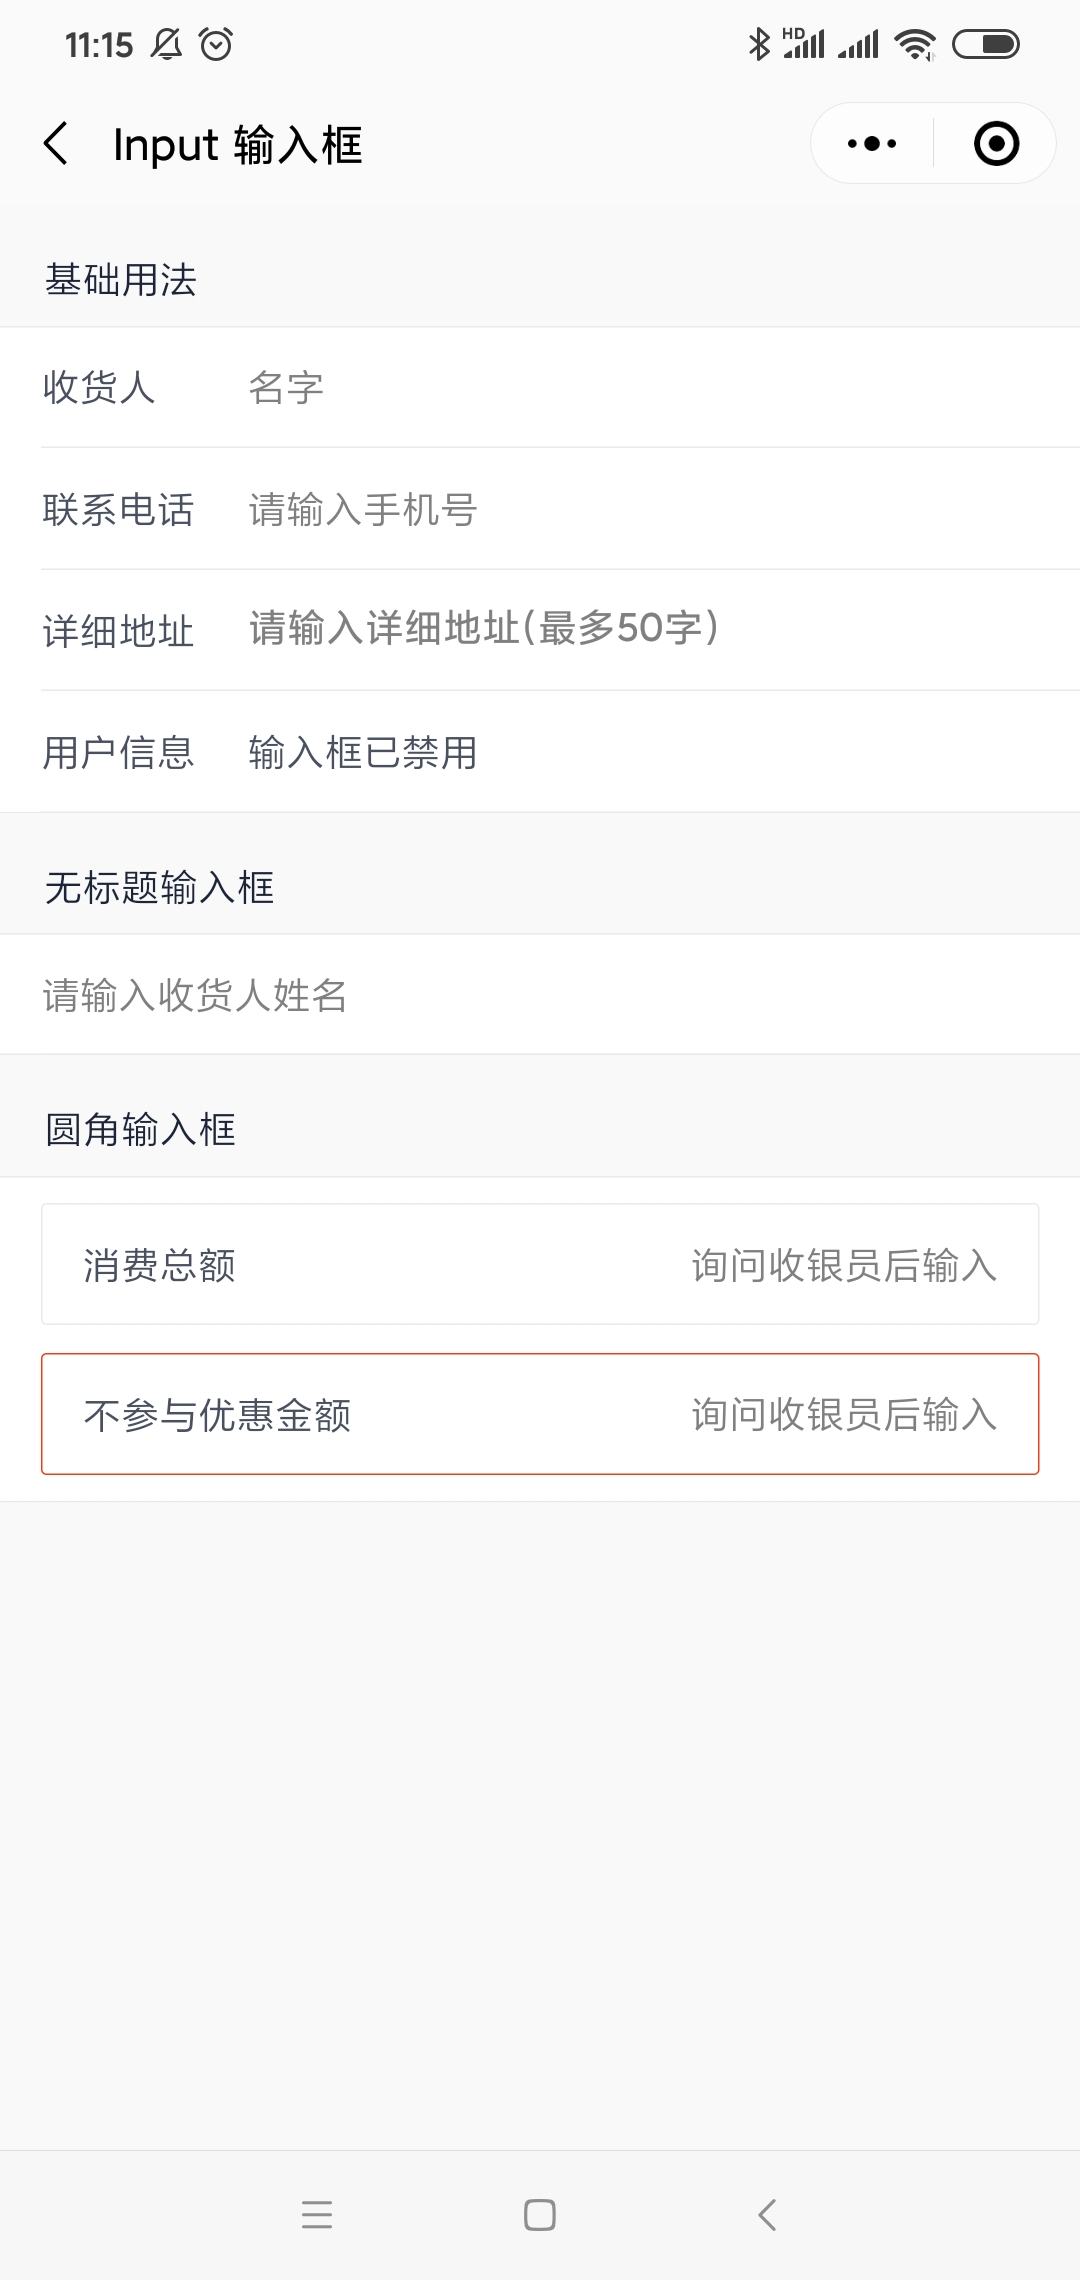 11:15
HD
Input 输入框
基础用法
收货人 名字
联系电话 请输入手机号
详细地址 请输入详细地址(最多50字)
用户信息 输入框已禁用
无标题输入框
请输入收货人姓名
圆角输入框
消费总额 询问收银员后输入
不参与优惠金额 询问收银员后输入